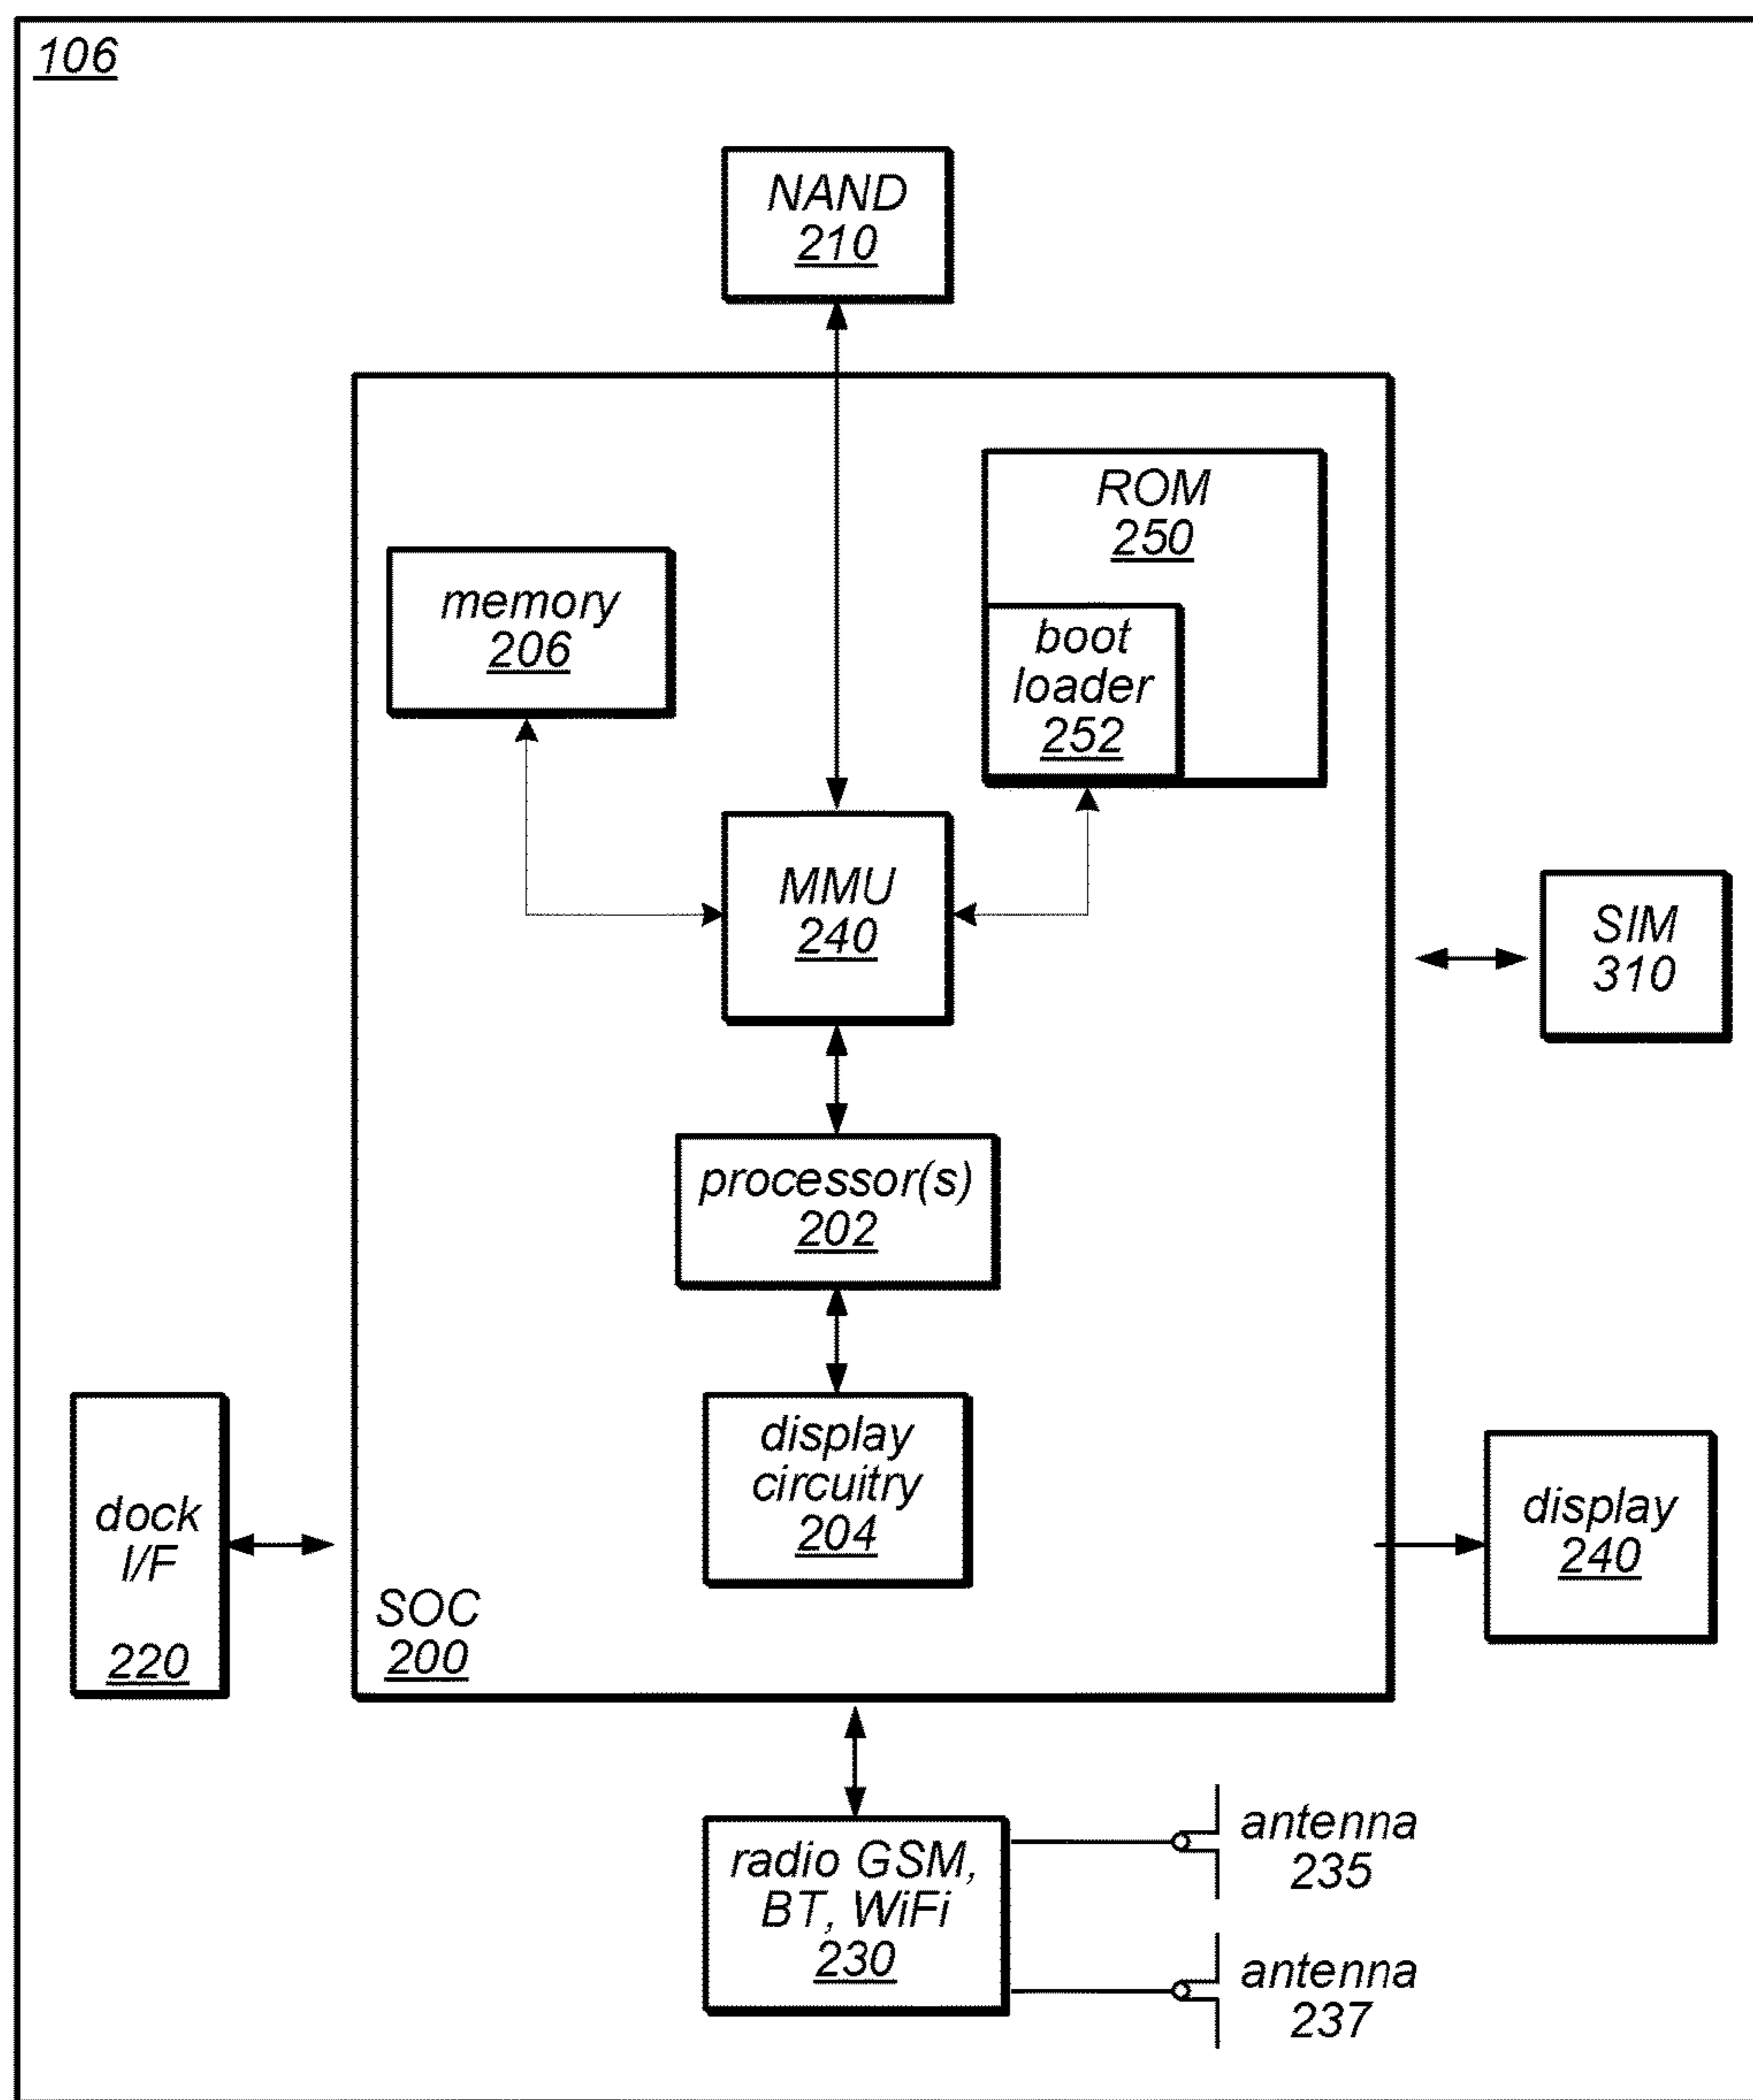 106
NAND
210
ROM
250
memory
206
boot
loader
252
MMU
240
SIM
310
processor(s)
202
display
circuitry
204
dock
I/F
220
display
240
SOC
200
radio GSM,
BT, WiFi
230
antenna
235
antenna
237